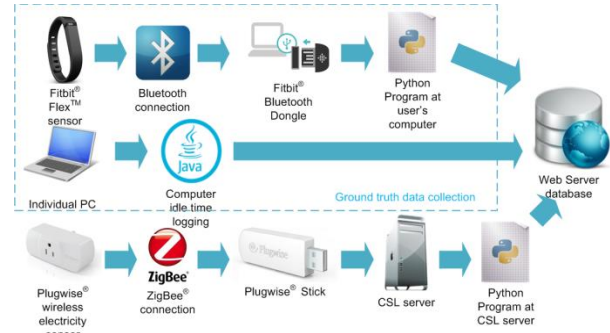 Fitbit®
Flex™
sensor
Bluetooth
connection
Fitbit®
Bluetooth
Dongle
Python
Program at
user's
computer
Individual PC
Java
Computer
idle time
logging
Ground truth data collection
Web Server
database
Plugwise®
wireless
electricity
ZigBee
ZigBee®
connection
Plugwise
Plugwise® Stick
CSL server
Python
Program at
CSL server